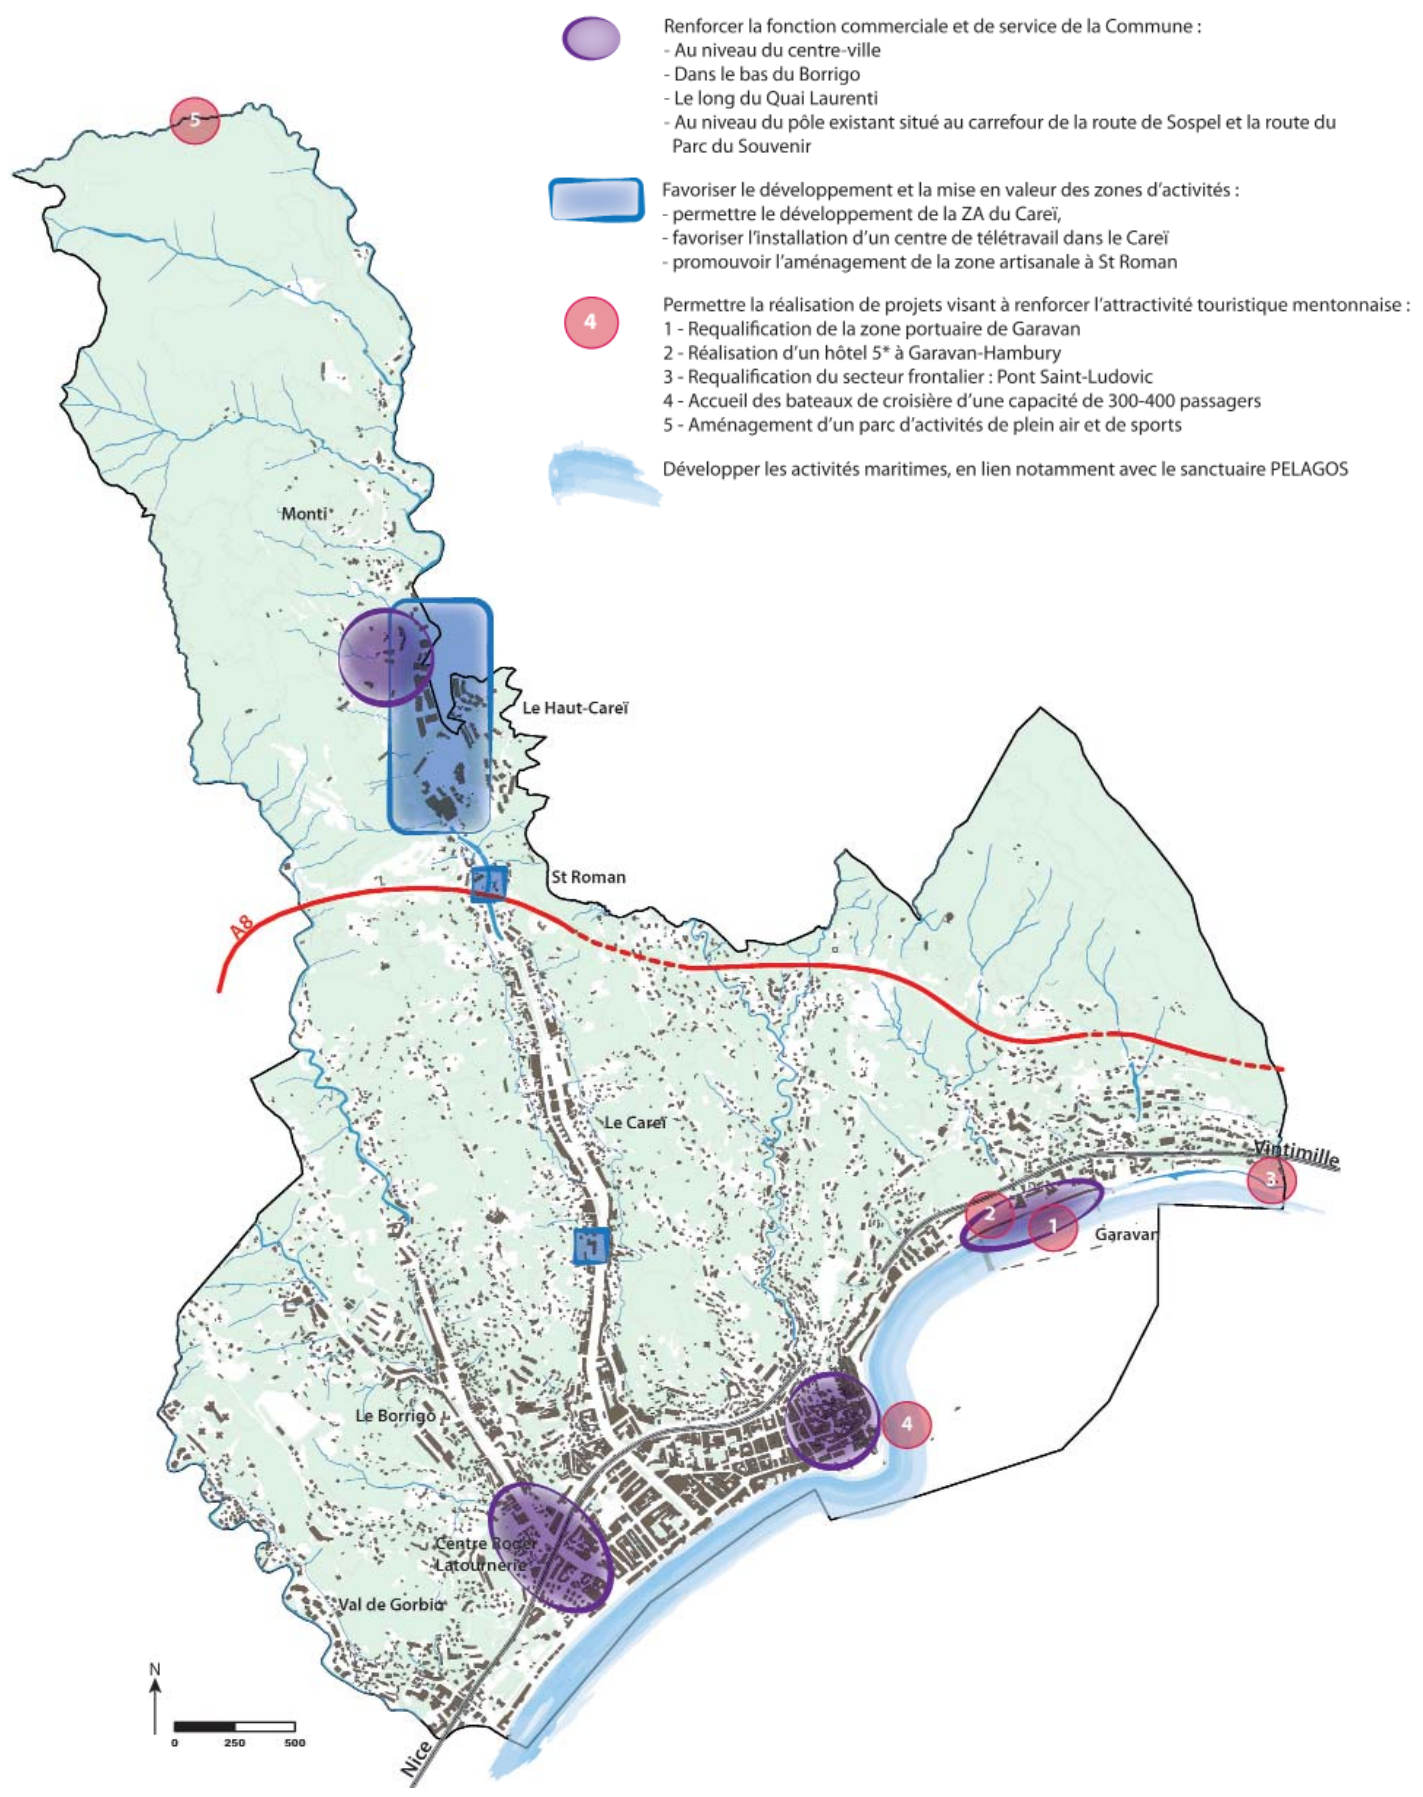 Renforcer la fonction commerciale et de service de la Commune :
- Au niveau du centre-ville
- Dans le bas du Borrigo
- Le long du Quai Laurenti
- Au niveau du pôle existant situé au carrefour de la route de Sospel et la route du
Parc du Souvenir
Favoriser le développement et la mise en valeur des zones d’activités :
- permettre le développement de la ZA du Careï,
- favoriser l’installation d’un centre de télétravail dans le Careï
- promouvoir l’aménagement de la zone artisanale à St Roman
4
Permettre la réalisation de projets visant à renforcer l’attractivité touristique mentonnaise :
1 - Requalification de la zone portuaire de Garavan
2 - Réalisation d’un hôtel 5* à Garavan-Hambury
3 - Requalification du secteur frontalier : Pont Saint-Ludovic
4 - Accueil des bateaux de croisière d’une capacité de 300-400 passagers
5 - Aménagement d’un parc d’activités de plein air et de sports
Développer les activités maritimes, en lien notamment avec le sanctuaire PELAGOS
5
Monti
Le Haut-Careï
St Roman
A8
Le Careï
Vintimille
3
2
1
Garavan
Le Borrigo
4
Centre Roger
Latournerie
Val de Gorbio
N
0 250 500
Nice